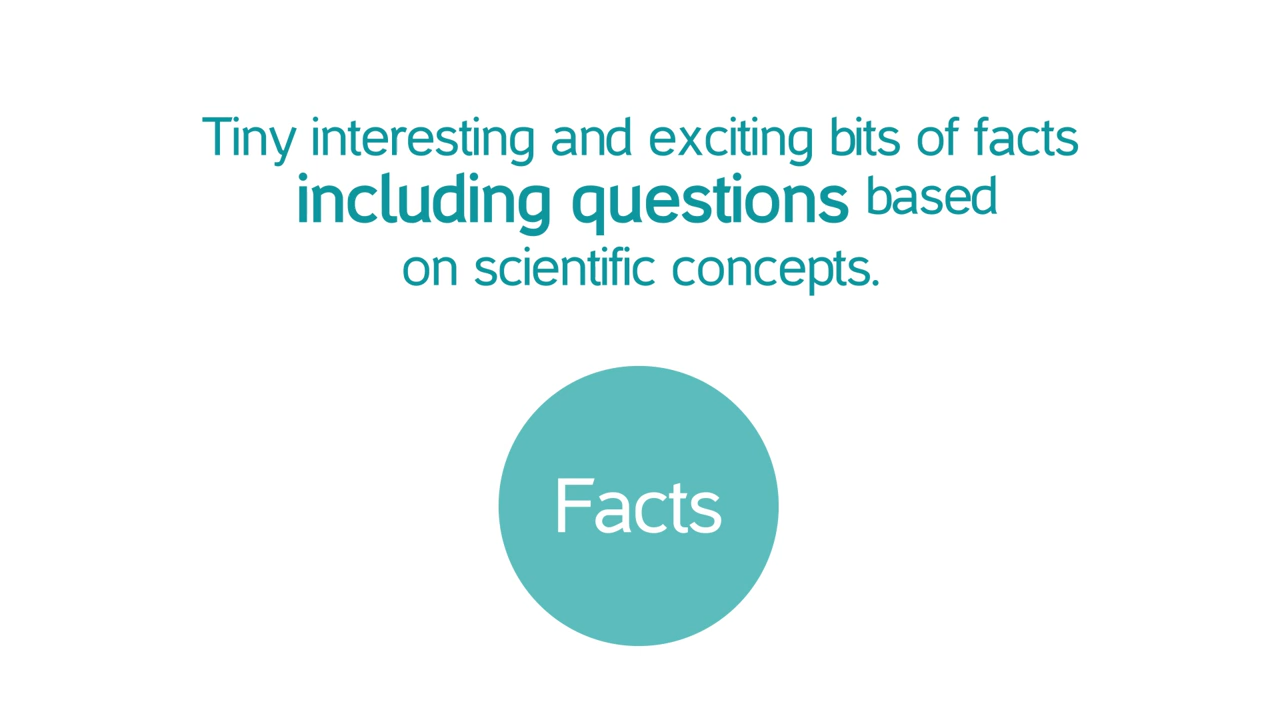 Tiny interesting and exciting bits of facts
including questions based
on scientific concepts.
Facts